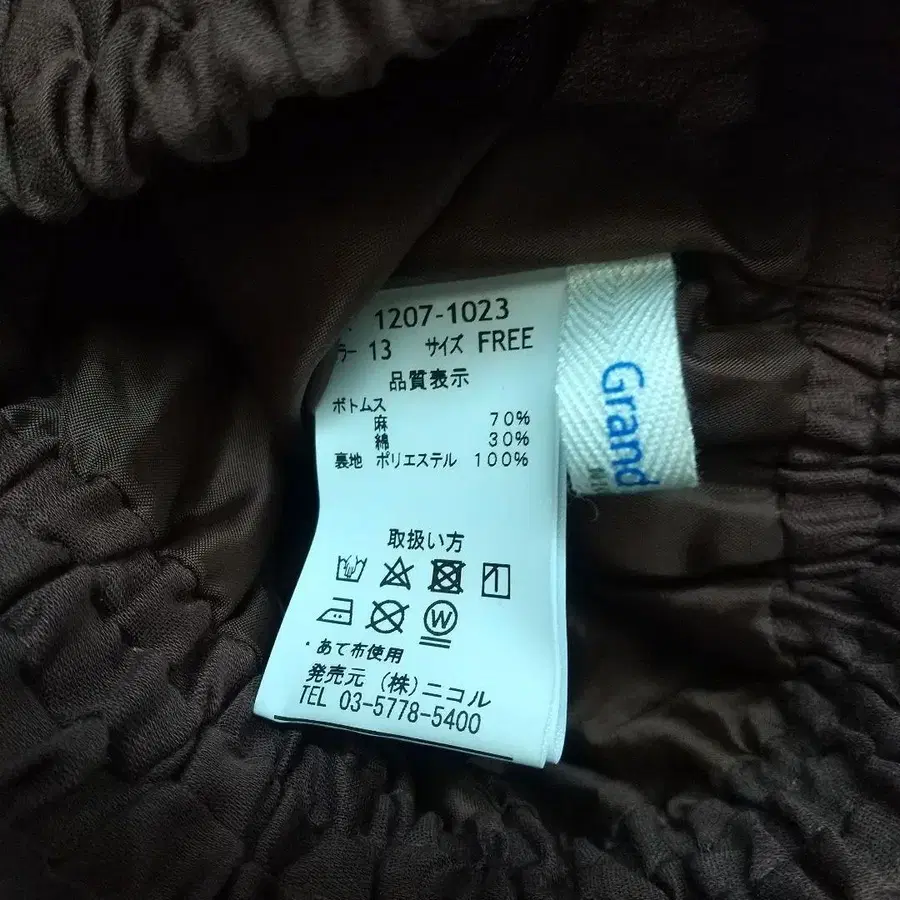 1207-1023
ラー 13 サイズ FREE
品質表示
ボトムス
麻 70%
綿 30%
裏地 ポリエステル 100%
取扱い方
W
・あて布使用
発売元 (株)ニコル
TEL 03-5778-5400
Grand